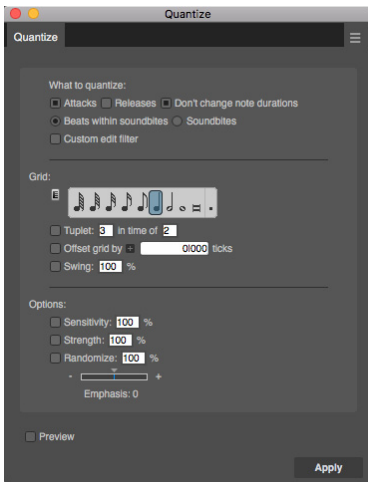 Quantize
Quantize
What to quantize:
Attacks Releases Don't change note durations
Beats within soundbites Soundbites
Custom edit filter
Grid:
E
Tuplet: 3 in time of 2
Offset grid by + 0|000 ticks
Swing: 100 %
Options:
Sensitivity: 100 %
Strength: 100 %
Randomize: 100 %
- +
Emphasis: 0
Preview
Apply